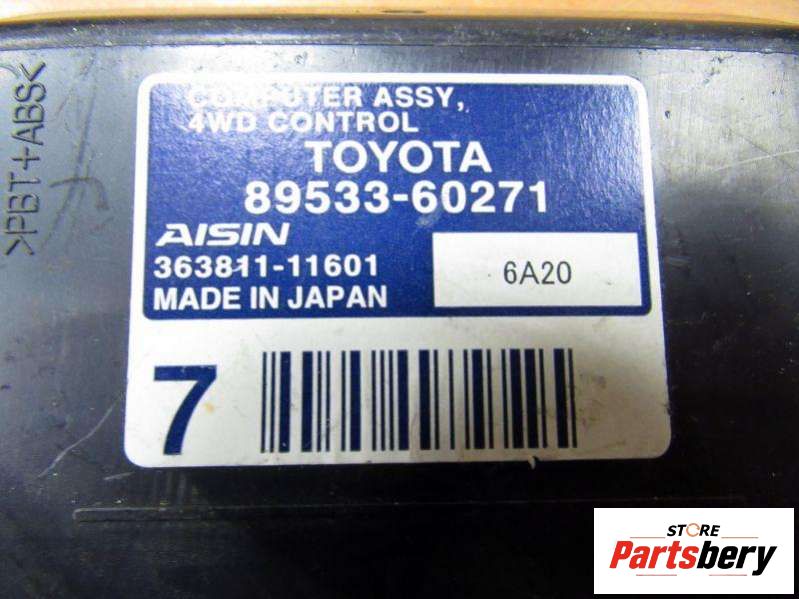 >PBT+ABS<
COMPUTER ASSY,
4WD CONTROL
TOYOTA
89533-60271
AISIN
363811-11601
6A20
MADE IN JAPAN
7
STORE
Partsbery